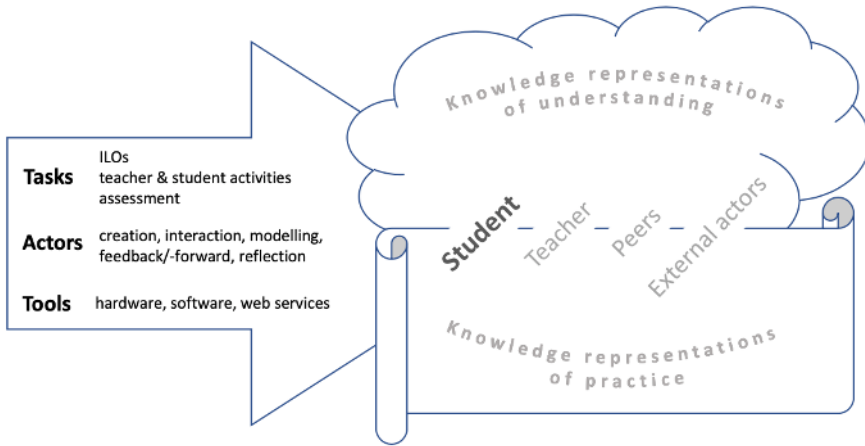 Knowledge representations
of understanding
Tasks
ILOs
teacher & student activities
assessment
Actors
creation, interaction, modelling,
feedback/-forward, reflection
Tools
hardware, software, web services
Student
Teacher
Peers
External actors
Knowledge representations
of practice